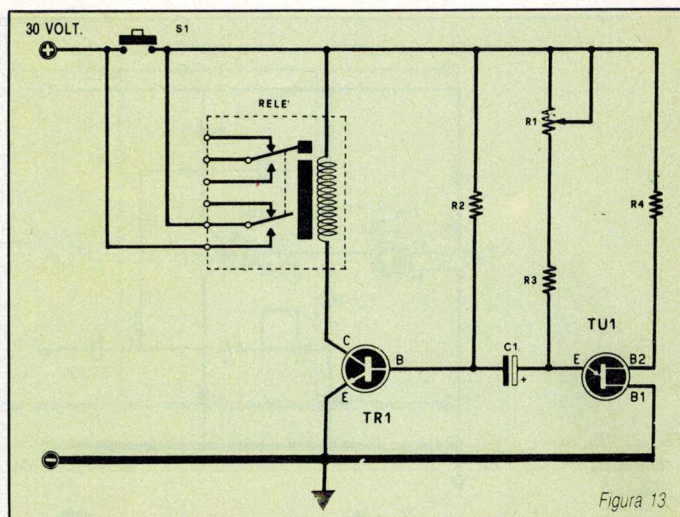 30 VOLT.
S1
RELE'
R1
R2
R4
R3
TU1
C1
C
B
E
B2
+
E
B1
TR1
Figura 13.